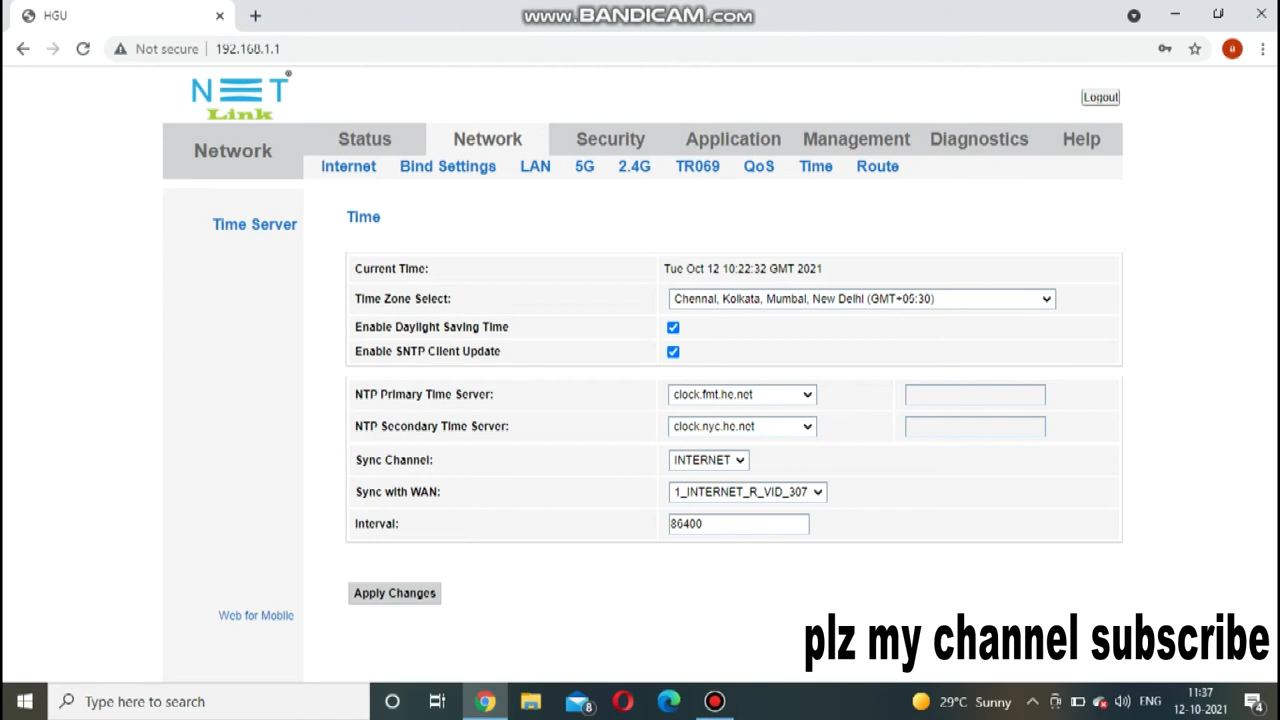 HGU
www.BANDICAM.com
Not secure
192.168.1.1
NET
Link
®
Logout
Network
Status
Network
Security
Application
Management
Diagnostics
Help
Internet
Bind Settings
LAN
5G
2.4G
TR069
QoS
Time
Route
Time Server
Time
Current Time:
Tue Oct 12 10:22:32 GMT 2021
Time Zone Select:
Chennai, Kolkata, Mumbai, New Delhi (GMT+05:30)
Enable Daylight Saving Time
Enable SNTP Client Update
NTP Primary Time Server:
clock.fmt.he.net
NTP Secondary Time Server:
clock.nyc.he.net
Sync Channel:
INTERNET
Sync with WAN:
1_INTERNET_R_VID_307
Interval:
86400
Apply Changes
Web for Mobile
plz my channel subscribe
Type here to search
8
29°C Sunny
ENG
11:37
12-10-2021
4